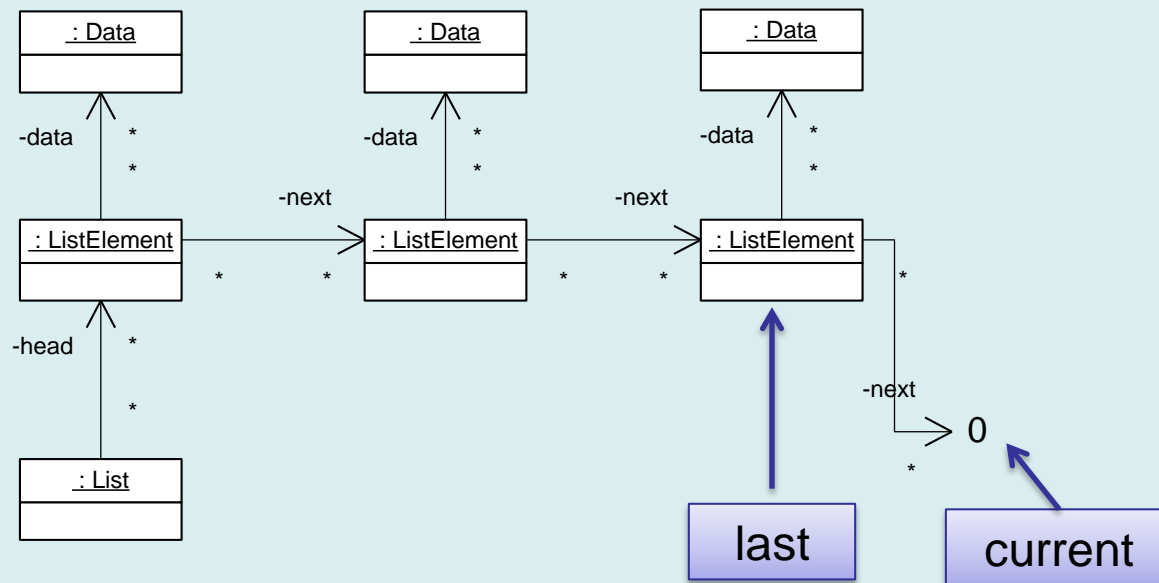 : Data
: Data
: Data
-data
*
*
-data
*
*
-data
*
*
-next
-next
: ListElement
: ListElement
: ListElement
*
*
*
*
*
-head
*
*
-next
0
*
: List
last
current